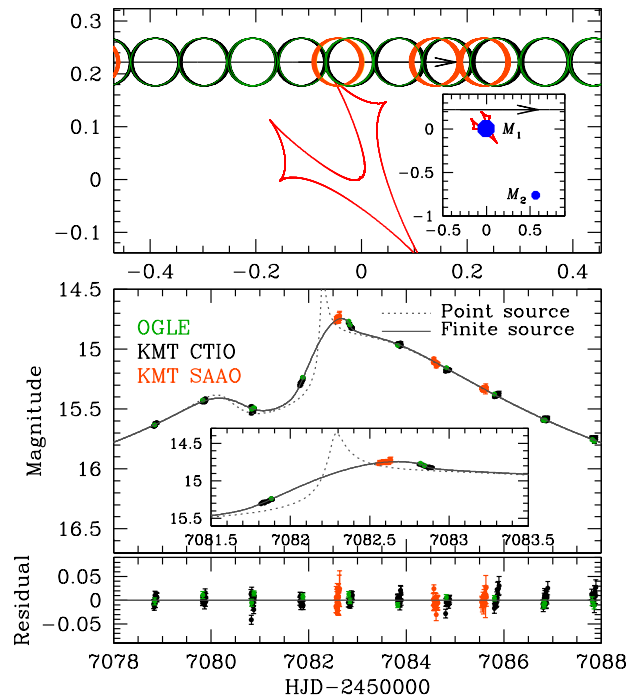 0.3
0.2
0.1
0
−0.1
0
−0.5
−1
M1
M2
−0.5 0 0.5
−0.4 −0.2 0 0.2 0.4
14.5
15
15.5
16
16.5
Magnitude
OGLE
KMT CTIO
KMT SAAO
Point source
Finite source
14.5
15
15.5
7081.5 7082 7082.5 7083 7083.5
0.05
0
−0.05
Residual
7078 7080 7082 7084 7086 7088
HJD−2450000